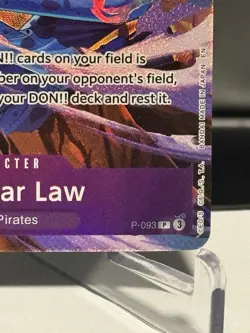 N!! cards on your field is
ber on your opponent's field,
your DON!! deck and rest it.
CTER
ar Law
Pirates
P-093 P 3
BANDAI MADE IN JAPAN EN